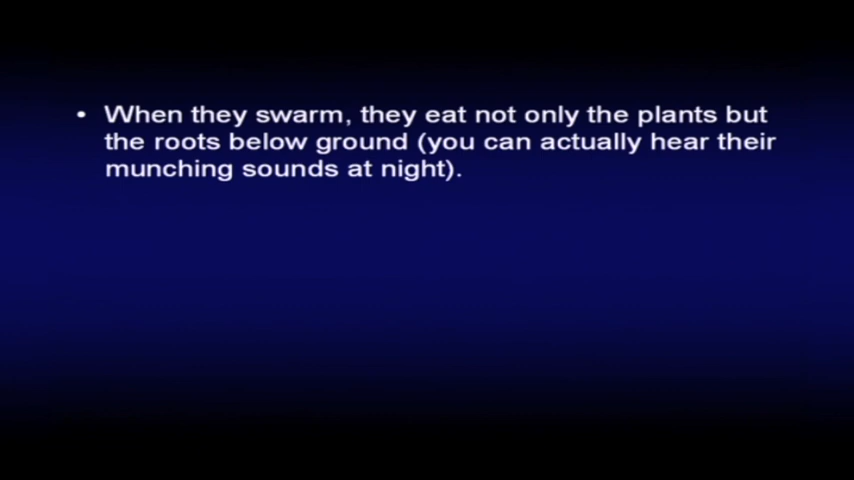 • When they swarm, they eat not only the plants but
the roots below ground (you can actually hear their
munching sounds at night).